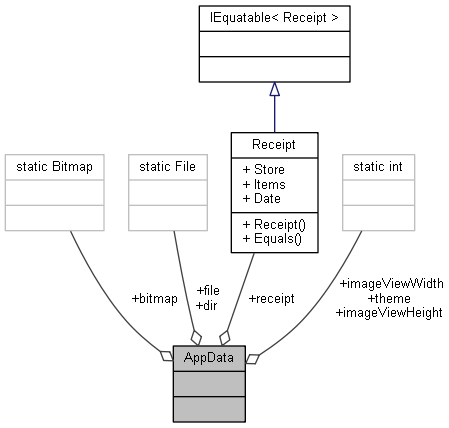 IEquatable< Receipt >
Receipt
+ Store
+ Items
+ Date
+ Receipt()
+ Equals()
static Bitmap
static File
static int
+bitmap
+file
+dir
+receipt
+imageViewWidth
+theme
+imageViewHeight
AppData